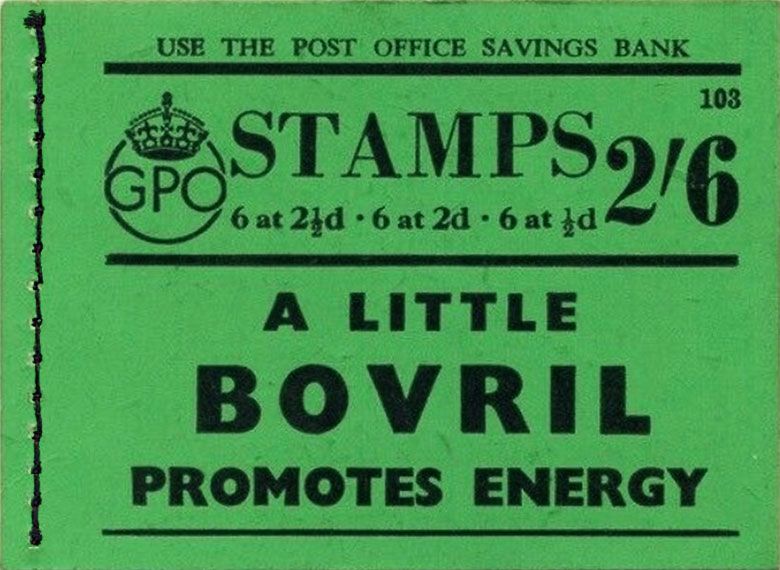 USE THE POST OFFICE SAVINGS BANK
103
GPO
STAMPS 2/6
6 at 2½d · 6 at 2d · 6 at ½d
A LITTLE
BOVRIL
PROMOTES ENERGY